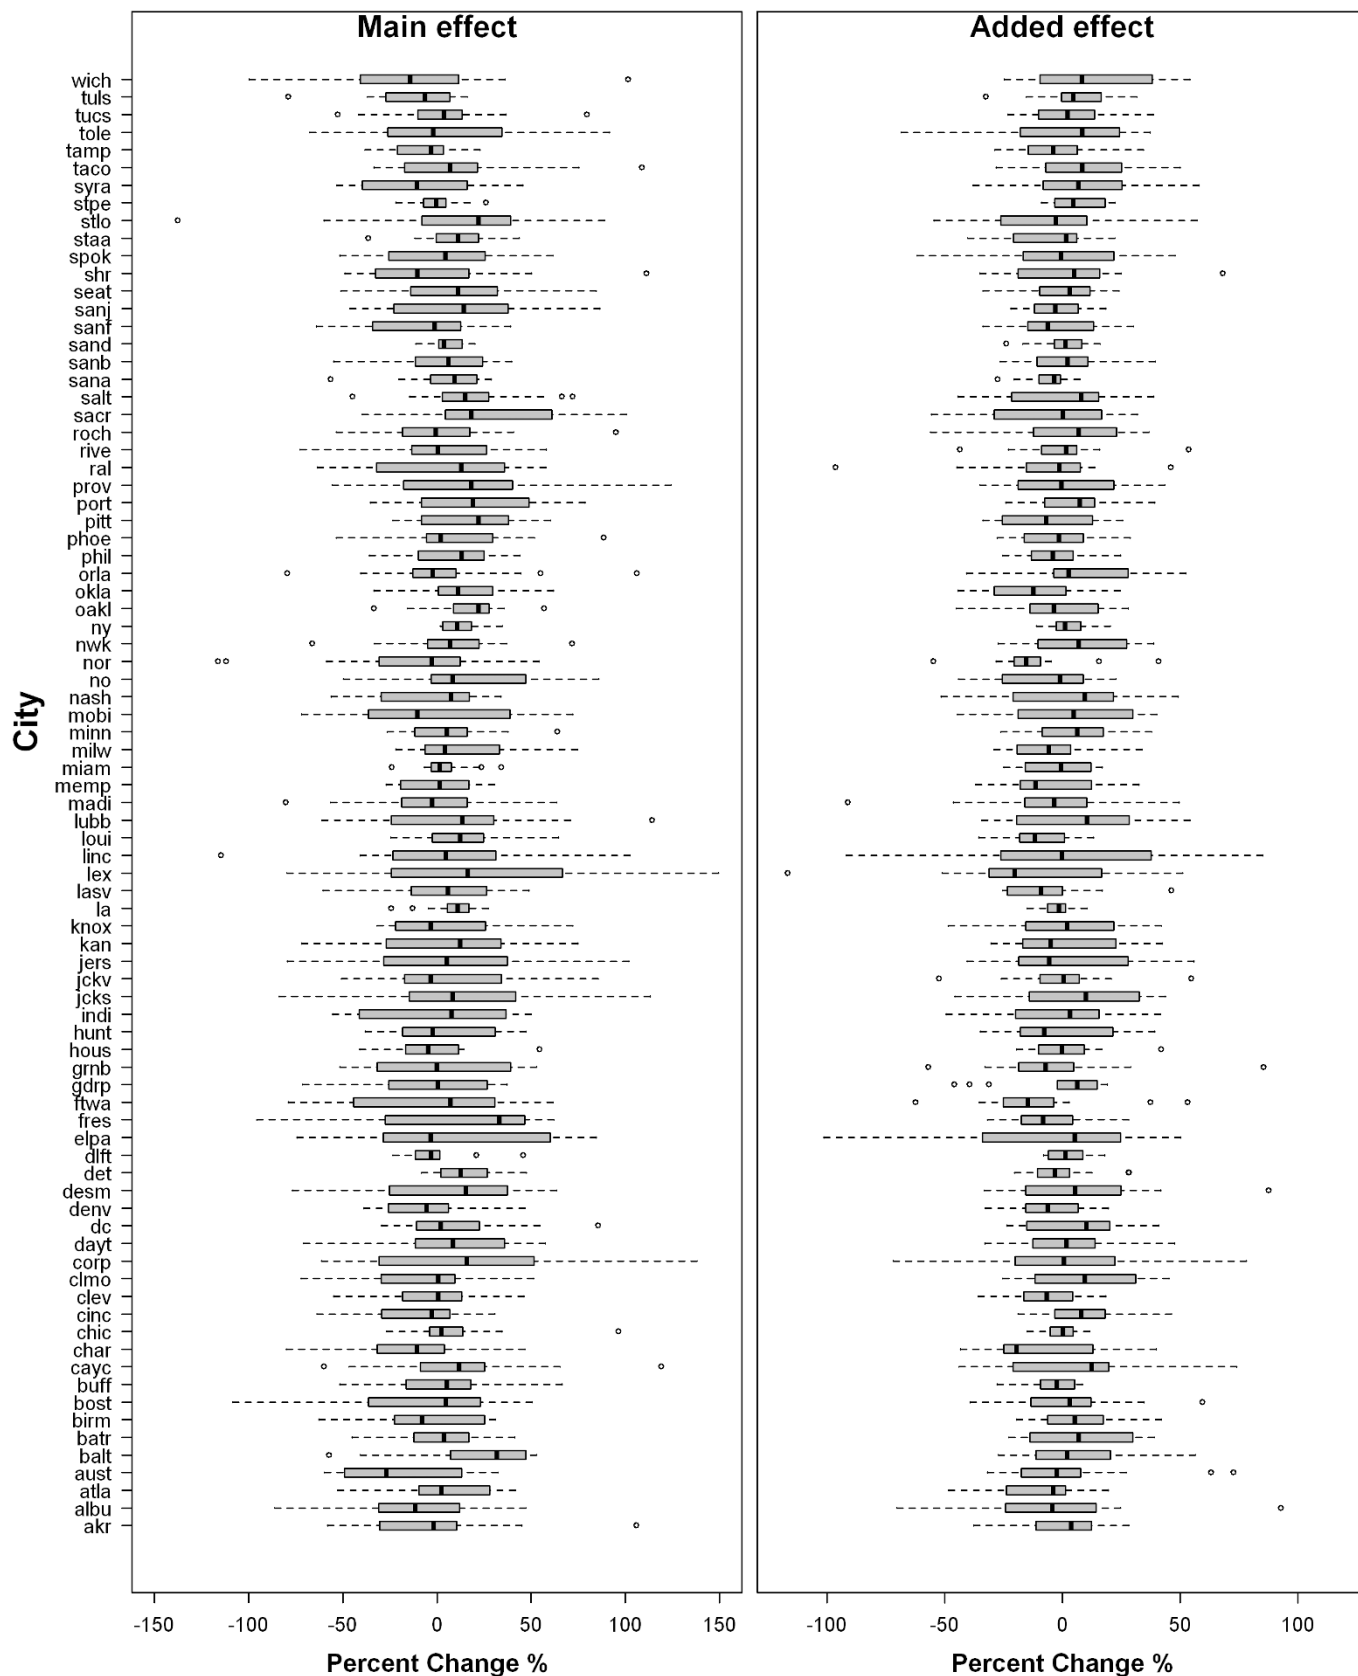 Main effect
Added effect
City
wich
tuls
tucs
tole
tamp
taco
syra
stpe
stlo
staa
spok
shr
seat
sanj
sanf
sand
sanb
sana
salt
sacr
roch
rive
ral
prov
port
pitt
phoe
phil
orla
okla
oakl
ny
nwk
nor
no
nash
mobi
minn
milw
miam
memp
madi
lubb
loui
linc
lex
lasv
la
knox
kan
jers
jckv
jcks
indi
hunt
hous
grnb
gdrp
ftwa
fres
elpa
dlft
det
desm
denv
dc
dayt
corp
clmo
clev
cinc
chic
char
cayc
buff
bost
birm
batr
balt
aust
atla
albu
akr
-150 -100 -50 0 50 100 150
-100 -50 0 50 100
Percent Change %
Percent Change %